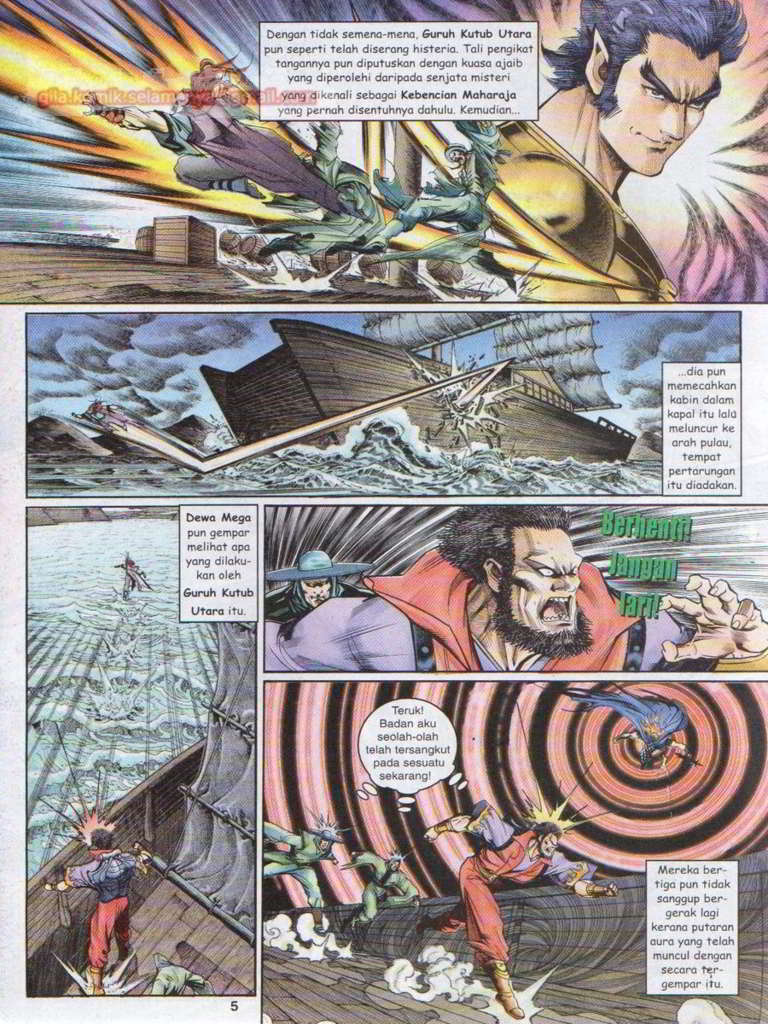 Dengan tidak semena-mena, Guruh Kutub Utara
pun seperti telah diserang histeria. Tali pengikat
tangannya pun diputuskan dengan kuasa ajaib
yang diperolehi daripada senjata misteri
yang dikenali sebagai Kebencian Maharaja
yang pernah disentuhnya dahulu. Kemudian...
...dia pun
memecahkan
kabin dalam
kapal itu lalu
meluncur ke
arah pulau,
tempat
pertarungan
itu diadakan.
Dewa Mega
pun gempar
melihat apa
yang dilaku-
kan oleh
Guruh Kutub
Utara itu.
Berhenti!
Jangan
lari!
Teruk!
Badan aku
seolah-olah
telah tersangkut
pada sesuatu
sekarang!
Mereka ber-
tiga pun tidak
sanggup ber-
gerak lagi
kerana putaran
aura yang telah
muncul dengan
secara ter-
gempar itu.
5